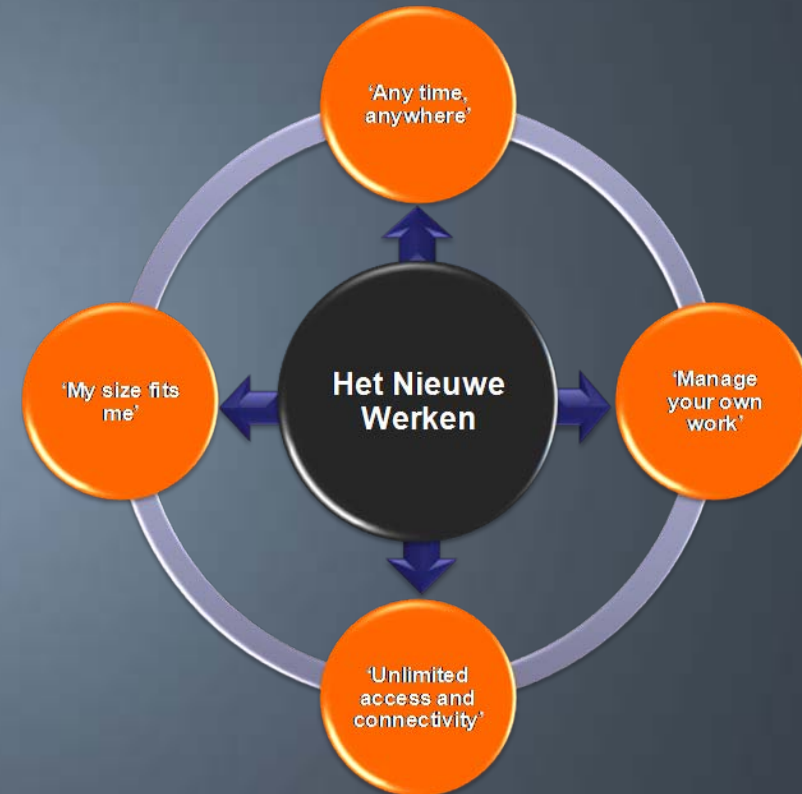 ‘Any time,
anywhere’
‘My size fits
me’
Het Nieuwe
Werken
‘Manage
your own
work’
‘Unlimited
access and
connectivity’